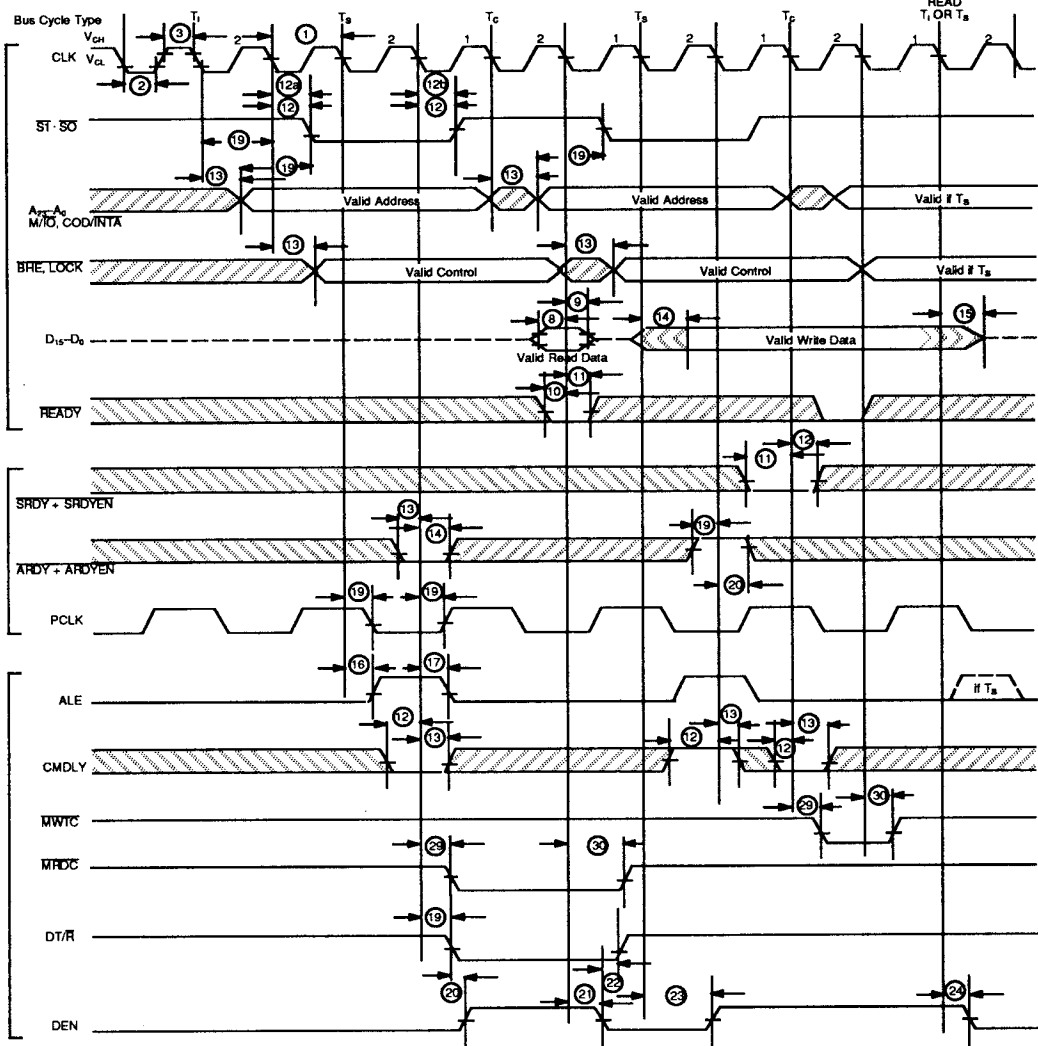 READ
Bus Cycle Type T₁ Tₛ T꜀ Tₛ T꜀ T₁ OR Tₛ
V_CH
V_CL
CLK
③ 2 ① 1 2 1 2 1 2 1 2 1 2
②
12a 12b
12 12
S̅1̅ · S̅0̅
19 19 19
13 13
A₂₃–A₀ Valid Address Valid Address Valid if Tₛ
M/I̅O̅, COD/I̅N̅T̅A̅
13 13
B̅H̅E̅, L̅O̅C̅K̅ Valid Control Valid Control Valid if Tₛ
9
8 14 15
D₁₅–D₀ Valid Write Data
Valid Read Data
11
10
R̅E̅A̅D̅Y̅
12
11
S̅R̅D̅Y̅ + S̅R̅D̅Y̅E̅N̅
13 19
14
A̅R̅D̅Y̅ + A̅R̅D̅Y̅E̅N̅
20
19 19
PCLK
16 17
ALE if Tₛ
12 13 13
13 12 12
CMDLY
29 30
M̅W̅T̅C̅
29 30
M̅R̅D̅C̅
19
DT/R̅
22
20 21 23 24
DEN